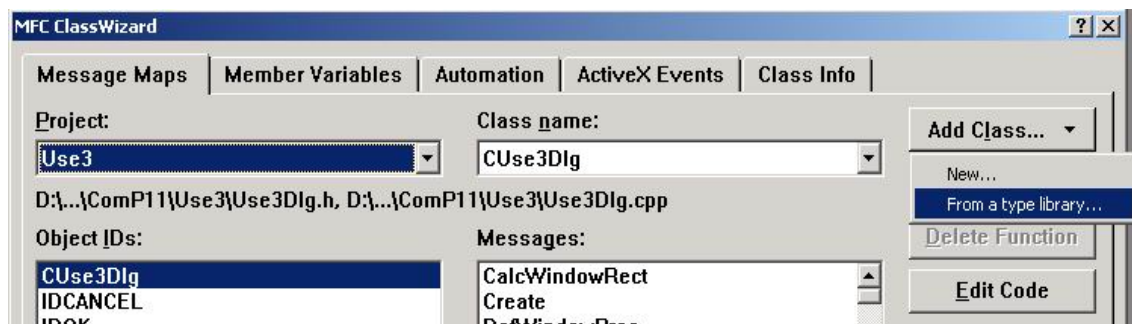 MFC ClassWizard
Message Maps Member Variables Automation ActiveX Events Class Info
Project: Class name:
Add Class...
Use3 CUse3Dlg
New...
D:\...\ComP11\Use3\Use3Dlg.h, D:\...\ComP11\Use3\Use3Dlg.cpp
From a type library...
Object IDs: Messages:
Delete Function
CUse3Dlg CalcWindowRect
IDCANCEL Create
Edit Code
IDOK DefWindowProc